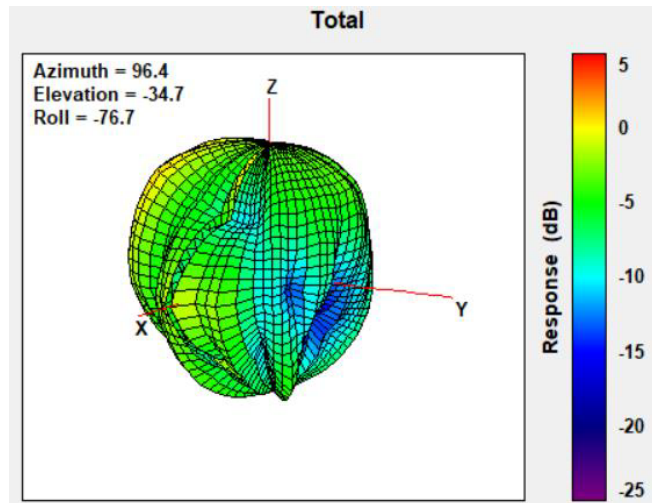 Total
Azimuth = 96.4
Elevation = -34.7
Roll = -76.7
Z
X
Y
Response (dB)
5
0
-5
-10
-15
-20
-25